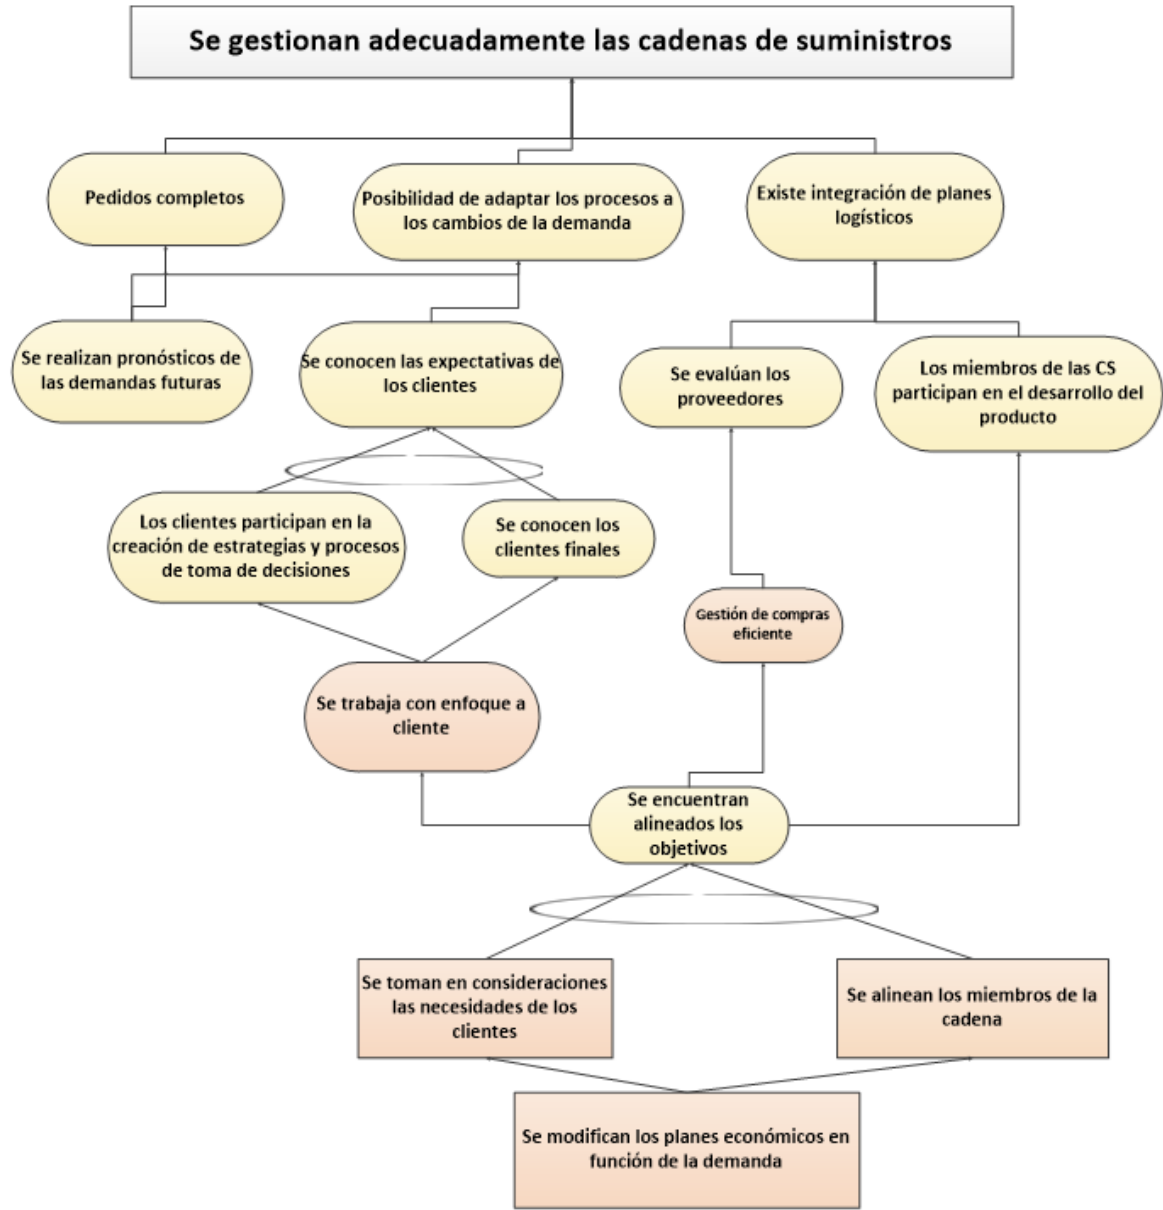 Se gestionan adecuadamente las cadenas de suministros
Pedidos completos
Posibilidad de adaptar los procesos a
los cambios de la demanda
Existe integración de planes
logísticos
Se realizan pronósticos de
las demandas futuras
Se conocen las expectativas de
los clientes
Se evalúan los
proveedores
Los miembros de las CS
participan en el desarrollo del
producto
Los clientes participan en la
creación de estrategias y procesos
de toma de decisiones
Se conocen los
clientes finales
Gestión de compras
eficiente
Se trabaja con enfoque a
cliente
Se encuentran
alineados los
objetivos
Se toman en consideraciones
las necesidades de los
clientes
Se alinean los miembros de la
cadena
Se modifican los planes económicos en
función de la demanda